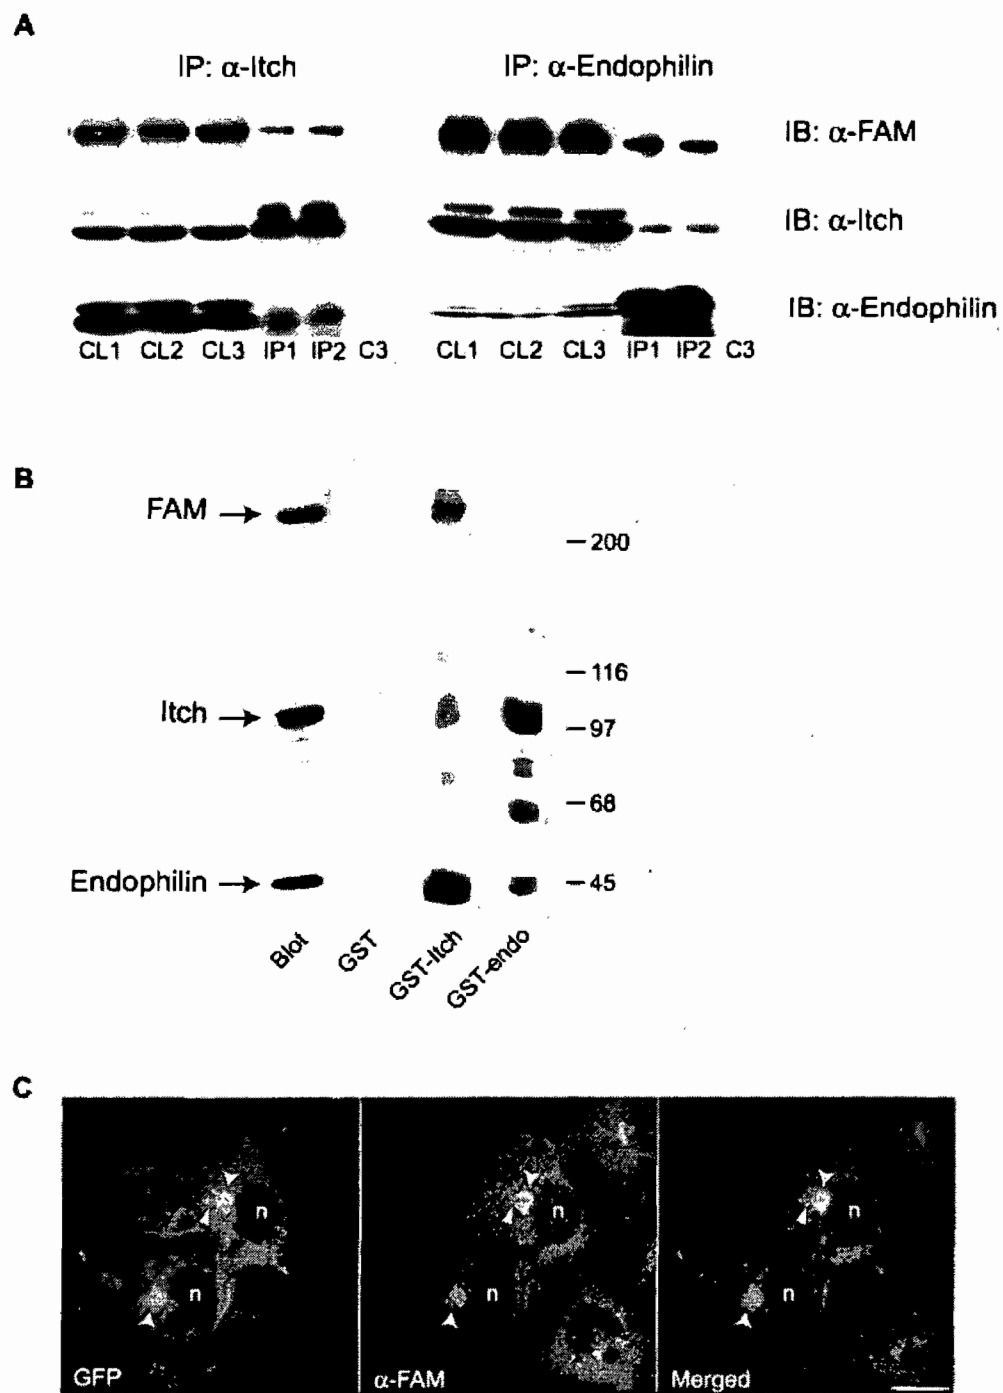 A
IP: α-Itch
IP: α-Endophilin
IB: α-FAM
IB: α-Itch
IB: α-Endophilin
CL1 CL2 CL3 IP1 IP2 C3
CL1 CL2 CL3 IP1 IP2 C3
B
FAM
200
116
Itch
97
68
Endophilin
45
Blot
GST
GST-Itch
GST-endo
C
n
n
GFP
n
n
α-FAM
n
n
Merged